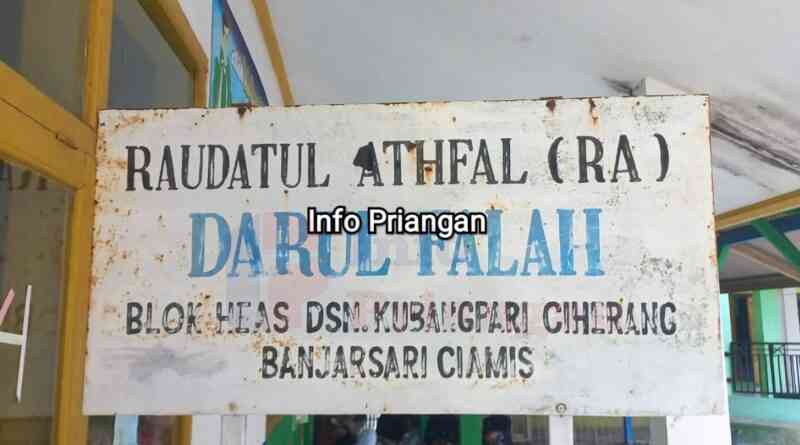 RAUDATUL ATHFAL (RA)
DARUL FALAH
Info Priangan
BLOK HEAS DSN. KUBANGPARI CIHERANG
BANJARSARI CIAMIS